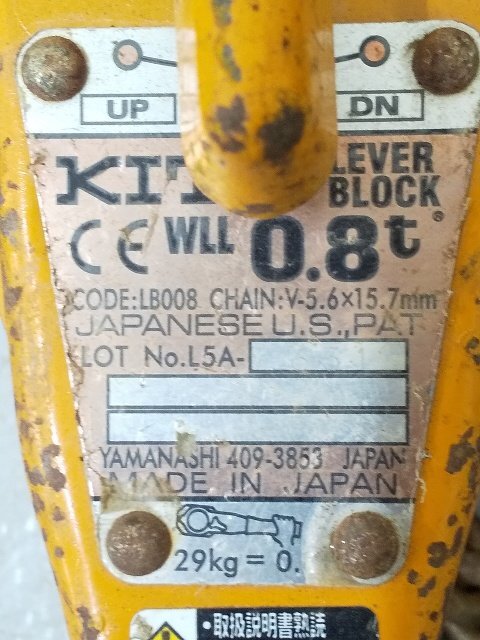 UP DN
KIT LEVER
BLOCK
CE WLL 0.8t
CODE:LB008 CHAIN:V-5.6×15.7mm
JAPANESE U.S.,PAT
LOT No.L5A-
YAMANASHI 409-3853 JAPAN
MADE IN JAPAN
29kg = 0.
・取扱説明書熟読